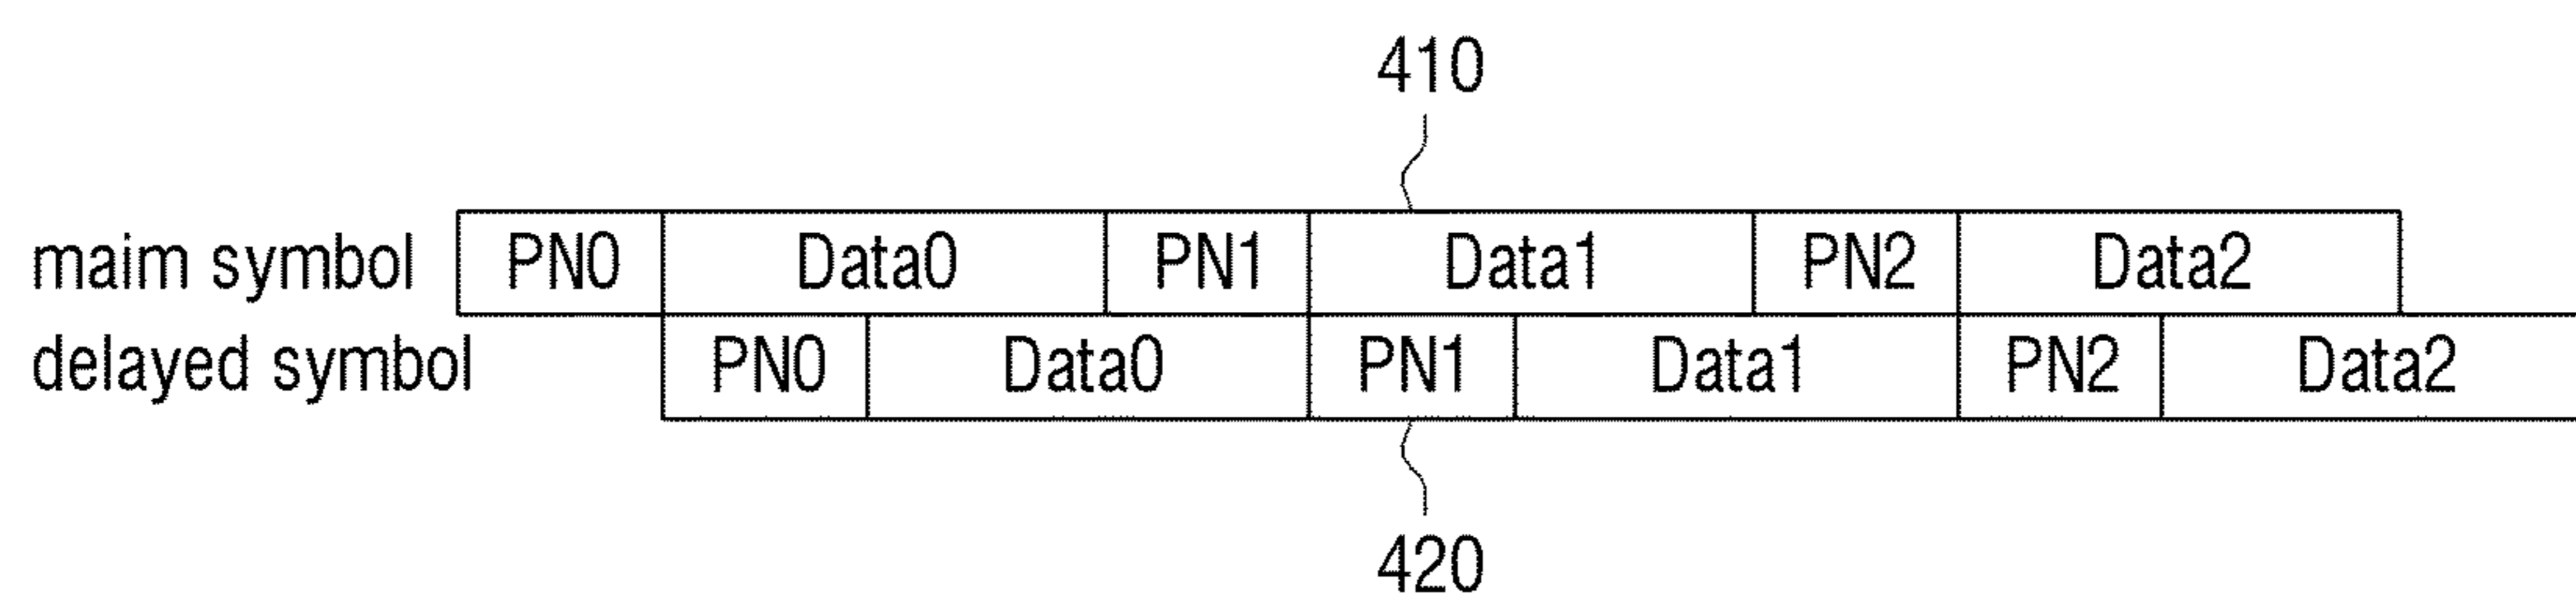 410
maim symbol PN0 Data0 PN1 Data1 PN2 Data2
delayed symbol PN0 Data0 PN1 Data1 PN2 Data2
420